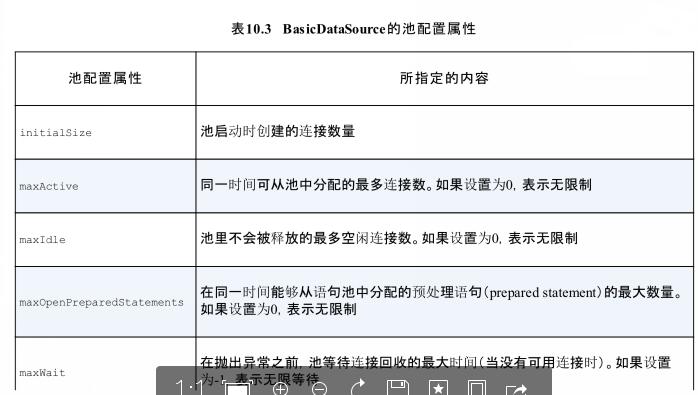 表10.3 BasicDataSource的池配置属性
池配置属性 所指定的内容
initialSize 池启动时创建的连接数量
maxActive 同一时间可从池中分配的最多连接数。如果设置为0，表示无限制
maxIdle 池里不会被释放的最多空闲连接数。如果设置为0，表示无限制
maxOpenPreparedStatements 在同一时间能够从语句池中分配的预处理语句（prepared statement）的最大数量。
如果设置为0，表示无限制
maxWait 在抛出异常之前，池等待连接回收的最大时间（当没有可用连接时）。如果设置
为-1，表示无限等待
1:1